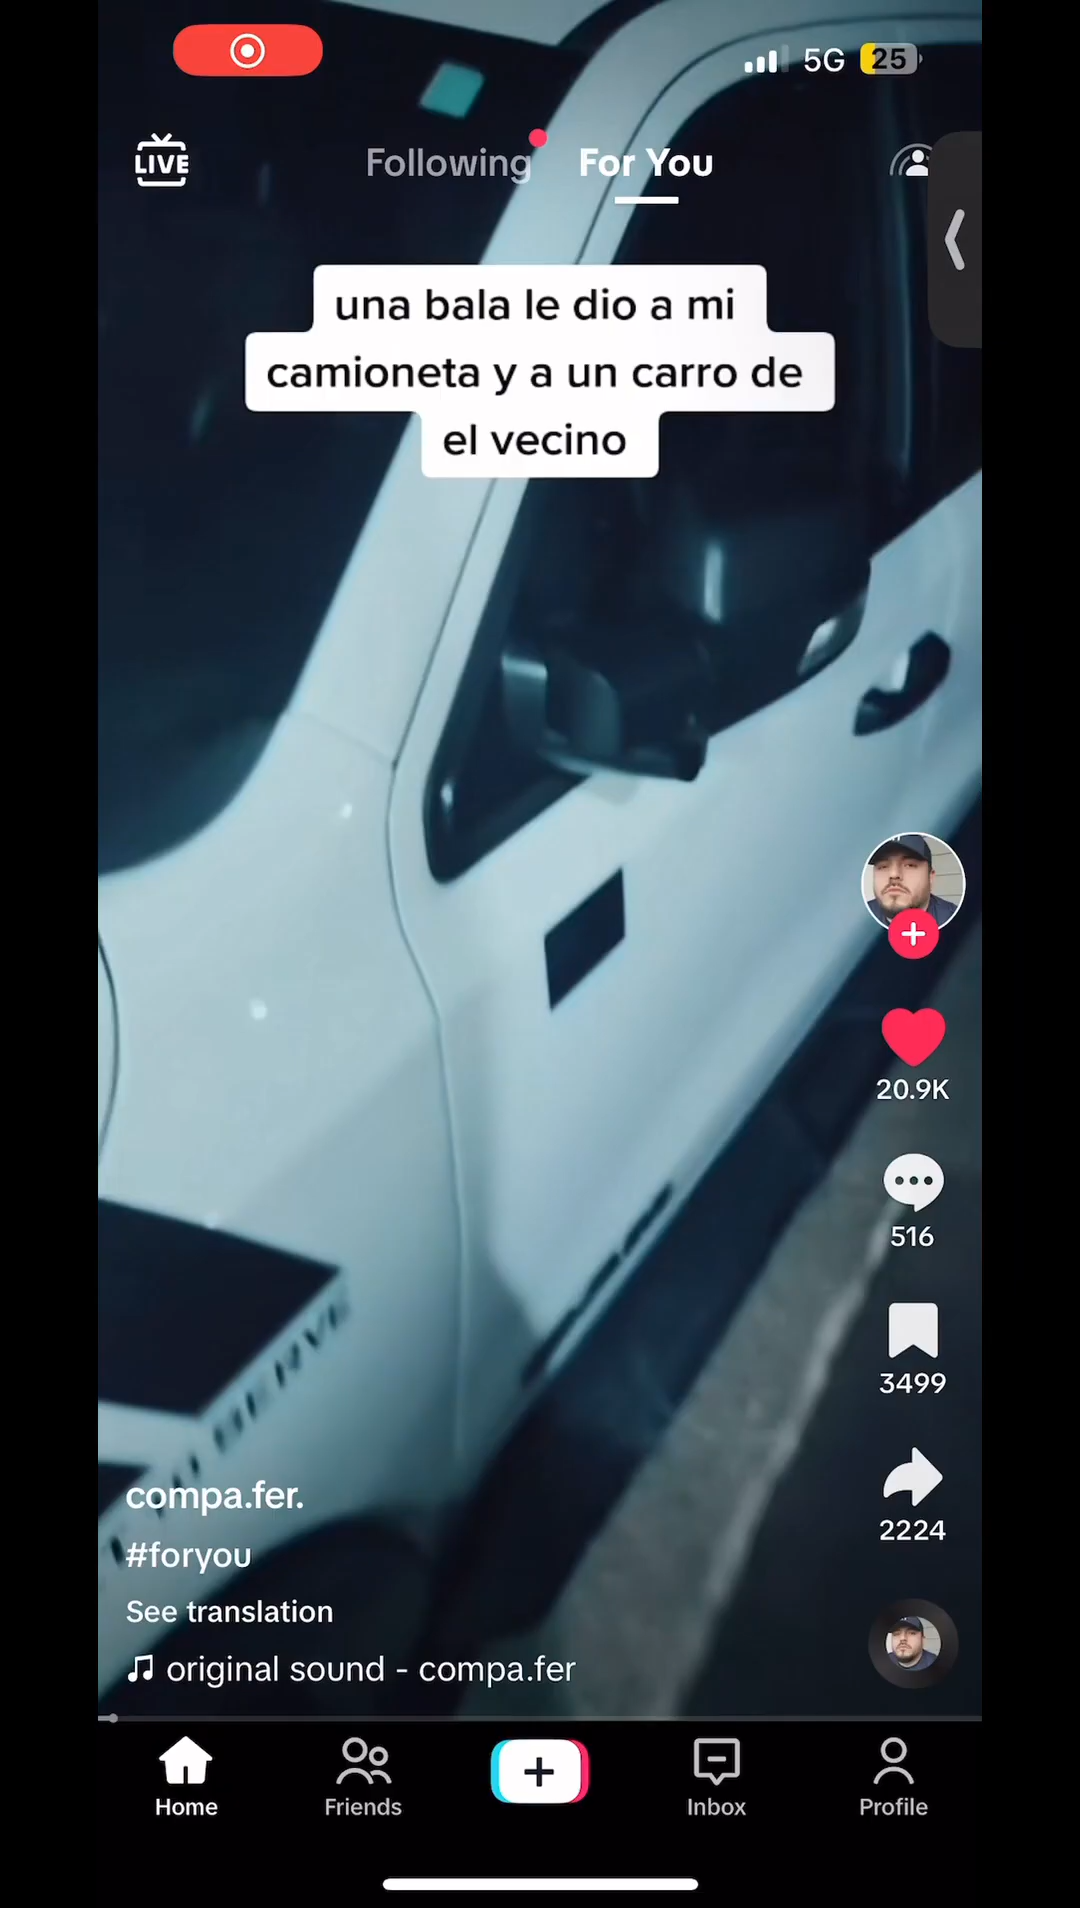 5G 25
LIVE
Following
For You
una bala le dio a mi
camioneta y a un carro de
el vecino
20.9K
516
3499
2224
compa.fer.
#foryou
See translation
original sound - compa.fer
Home
Friends
Inbox
Profile